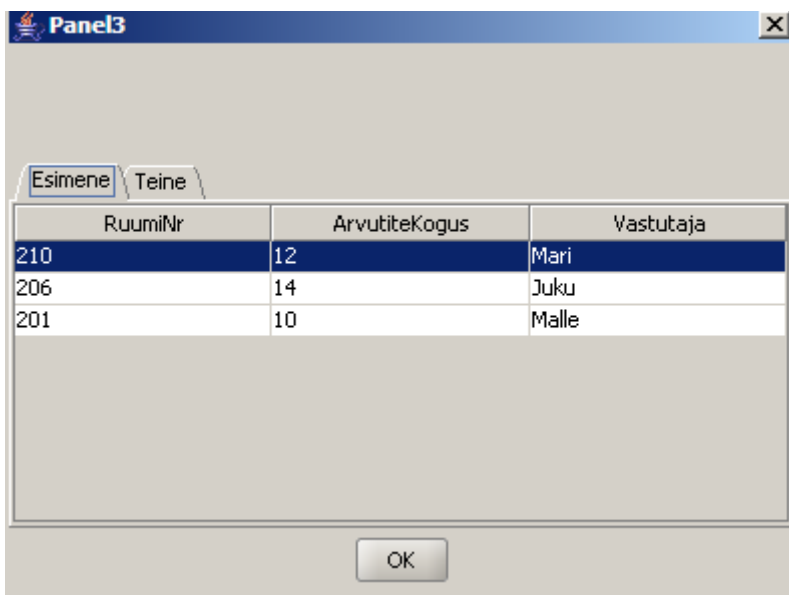 Panel3
Esimene Teine
RuumiNr ArvutiteKogus Vastutaja
210 12 Mari
206 14 Juku
201 10 Malle
OK